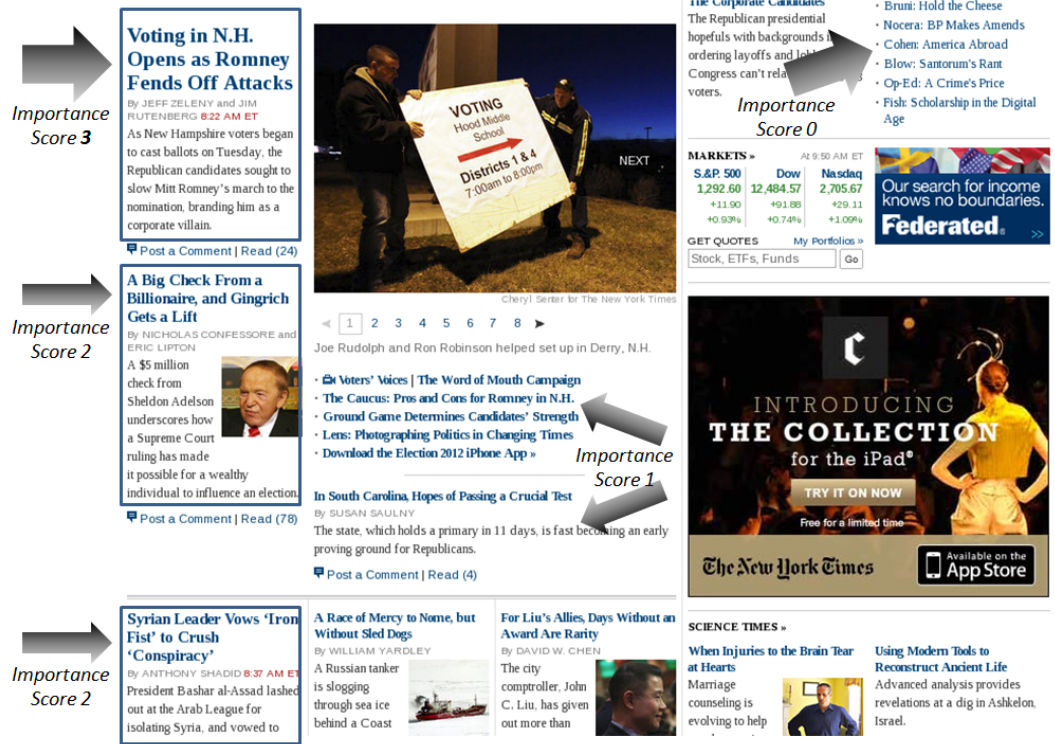 Importance
Score 3
Voting in N.H.
Opens as Romney
Fends Off Attacks
By JEFF ZELENY and JIM
RUTENBERG 8:22 AM ET
As New Hampshire voters began
to cast ballots on Tuesday, the
Republican candidates sought to
slow Mitt Romney's march to the
nomination, branding him as a
corporate villain.
Post a Comment | Read (24)
Importance
Score 2
A Big Check From a
Billionaire, and Gingrich
Gets a Lift
By NICHOLAS CONFESSORE and
ERIC LIPTON
A $5 million
check from
Sheldon Adelson
underscores how
a Supreme Court
ruling has made
it possible for a wealthy
individual to influence an election.
Post a Comment | Read (78)
Importance
Score 2
Syrian Leader Vows 'Iron
Fist' to Crush
'Conspiracy'
By ANTHONY SHADID 8:37 AM ET
President Bashar al-Assad lashed
out at the Arab League for
isolating Syria, and vowed to
VOTING
Hood Middle
School
Districts 1 & 4
7:00am to 8:00pm
NEXT
Cheryl Senter for The New York Times
1 2 3 4 5 6 7 8
Joe Rudolph and Ron Robinson helped set up in Derry, N.H.
• Voters' Voices | The Word of Mouth Campaign
• The Caucus: Pros and Cons for Romney in N.H.
• Ground Game Determines Candidates' Strength
• Lens: Photographing Politics in Changing Times
• Download the Election 2012 iPhone App »
Importance
Score 1
In South Carolina, Hopes of Passing a Crucial Test
By SUSAN SAULNY
The state, which holds a primary in 11 days, is fast becoming an early
proving ground for Republicans.
Post a Comment | Read (4)
A Race of Mercy to Nome, but
Without Sled Dogs
By WILLIAM YARDLEY
A Russian tanker
is slogging
through sea ice
behind a Coast
For Liu's Allies, Days Without an
Award Are Rarity
By DAVID W. CHEN
The city
comptroller, John
C. Liu, has given
out more than
The Corporate Candidates
The Republican presidential
hopefuls with backgrounds
ordering layoffs and
Congress can't
voters.
Importance
Score 0
• Bruni: Hold the Cheese
• Nocera: BP Makes Amends
• Cohen: America Abroad
• Blow: Santorum's Rant
• Op-Ed: A Crime's Price
• Fish: Scholarship in the Digital
Age
MARKETS » At 9:50 AM ET
S.&P. 500 Dow Nasdaq
1,292.60 12,484.57 2,705.67
+11.90 +91.88 +29.11
+0.93% +0.74% +1.09%
GET QUOTES My Portfolios »
Stock, ETFs, Funds Go
Our search for income
knows no boundaries.
Federated.
>>
INTRODUCING
THE COLLECTION
for the iPad®
TRY IT ON NOW
Free for a limited time
The New York Times
Available on the
App Store
SCIENCE TIMES »
When Injuries to the Brain Tear
at Hearts
Marriage
counseling is
evolving to help
Using Modern Tools to
Reconstruct Ancient Life
Advanced analysis provides
revelations at a dig in Ashkelon,
Israel.